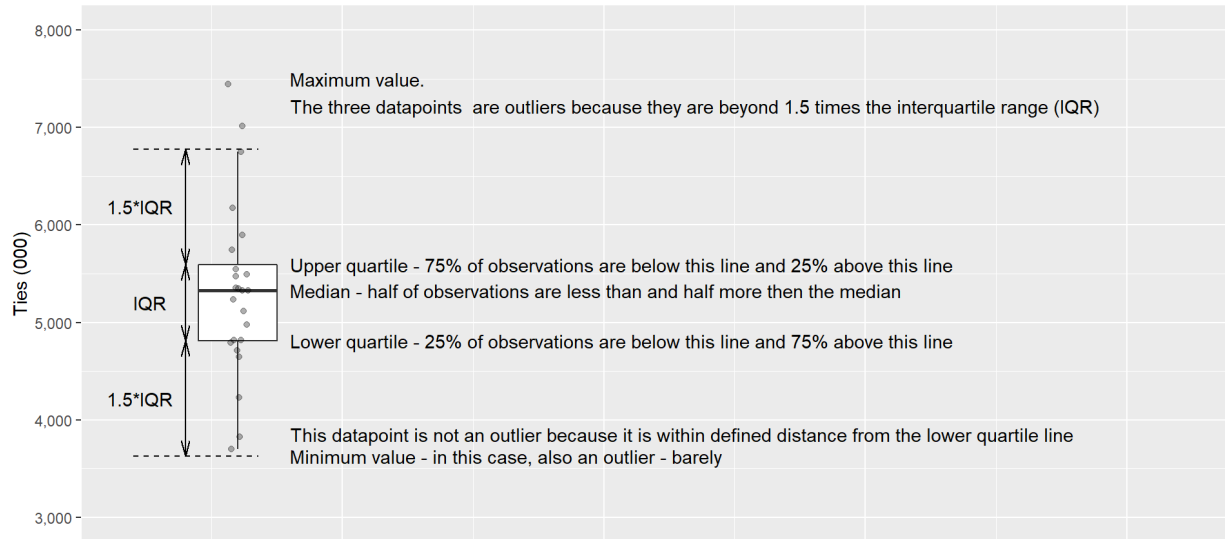 8,000
Maximum value.
The three datapoints  are outliers because they are beyond 1.5 times the interquartile range (IQR)
7,000
1.5*IQR
6,000
Upper quartile - 75% of observations are below this line and 25% above this line
Ties (000)
Median - half of observations are less than and half more then the median
IQR
5,000
Lower quartile - 25% of observations are below this line and 75% above this line
1.5*IQR
4,000
This datapoint is not an outlier because it is within defined distance from the lower quartile line
Minimum value - in this case, also an outlier - barely
3,000